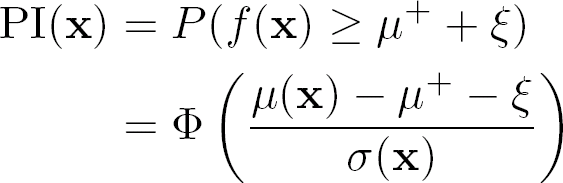 PI(x) = P(f(x) ≥ μ⁺ + ξ)
= Φ((μ(x) − μ⁺ − ξ) / σ(x))